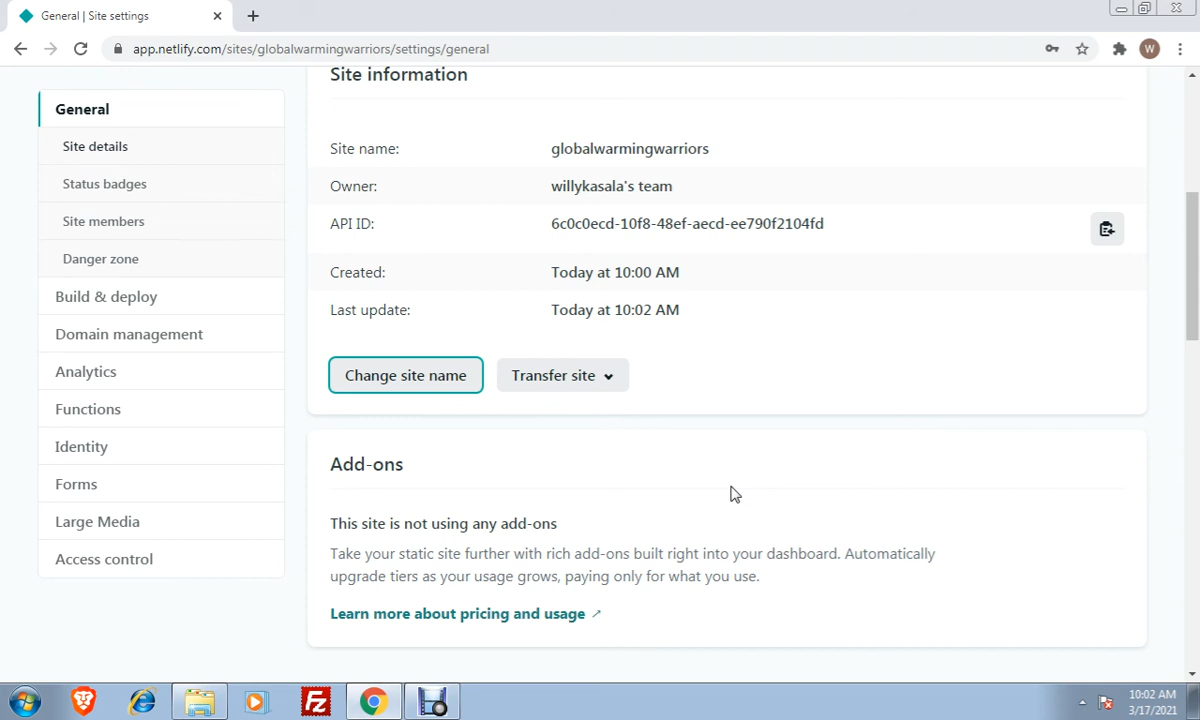 General | Site settings
app.netlify.com/sites/globalwarmingwarriors/settings/general
W
General
Site details
Status badges
Site members
Danger zone
Build & deploy
Domain management
Analytics
Functions
Identity
Forms
Large Media
Access control
Site information
Site name: globalwarmingwarriors
Owner: willykasala's team
API ID: 6c0c0ecd-10f8-48ef-aecd-ee790f2104fd
Created: Today at 10:00 AM
Last update: Today at 10:02 AM
Change site name Transfer site
Add-ons
This site is not using any add-ons
Take your static site further with rich add-ons built right into your dashboard. Automatically
upgrade tiers as your usage grows, paying only for what you use.
Learn more about pricing and usage
Fz
10:02 AM
3/17/2021